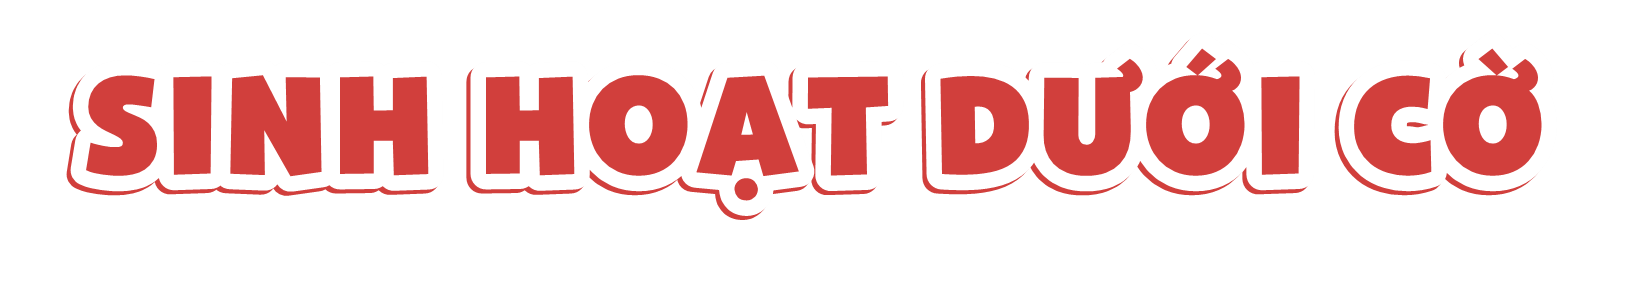 SINH HOẠT DƯỚI CỜ